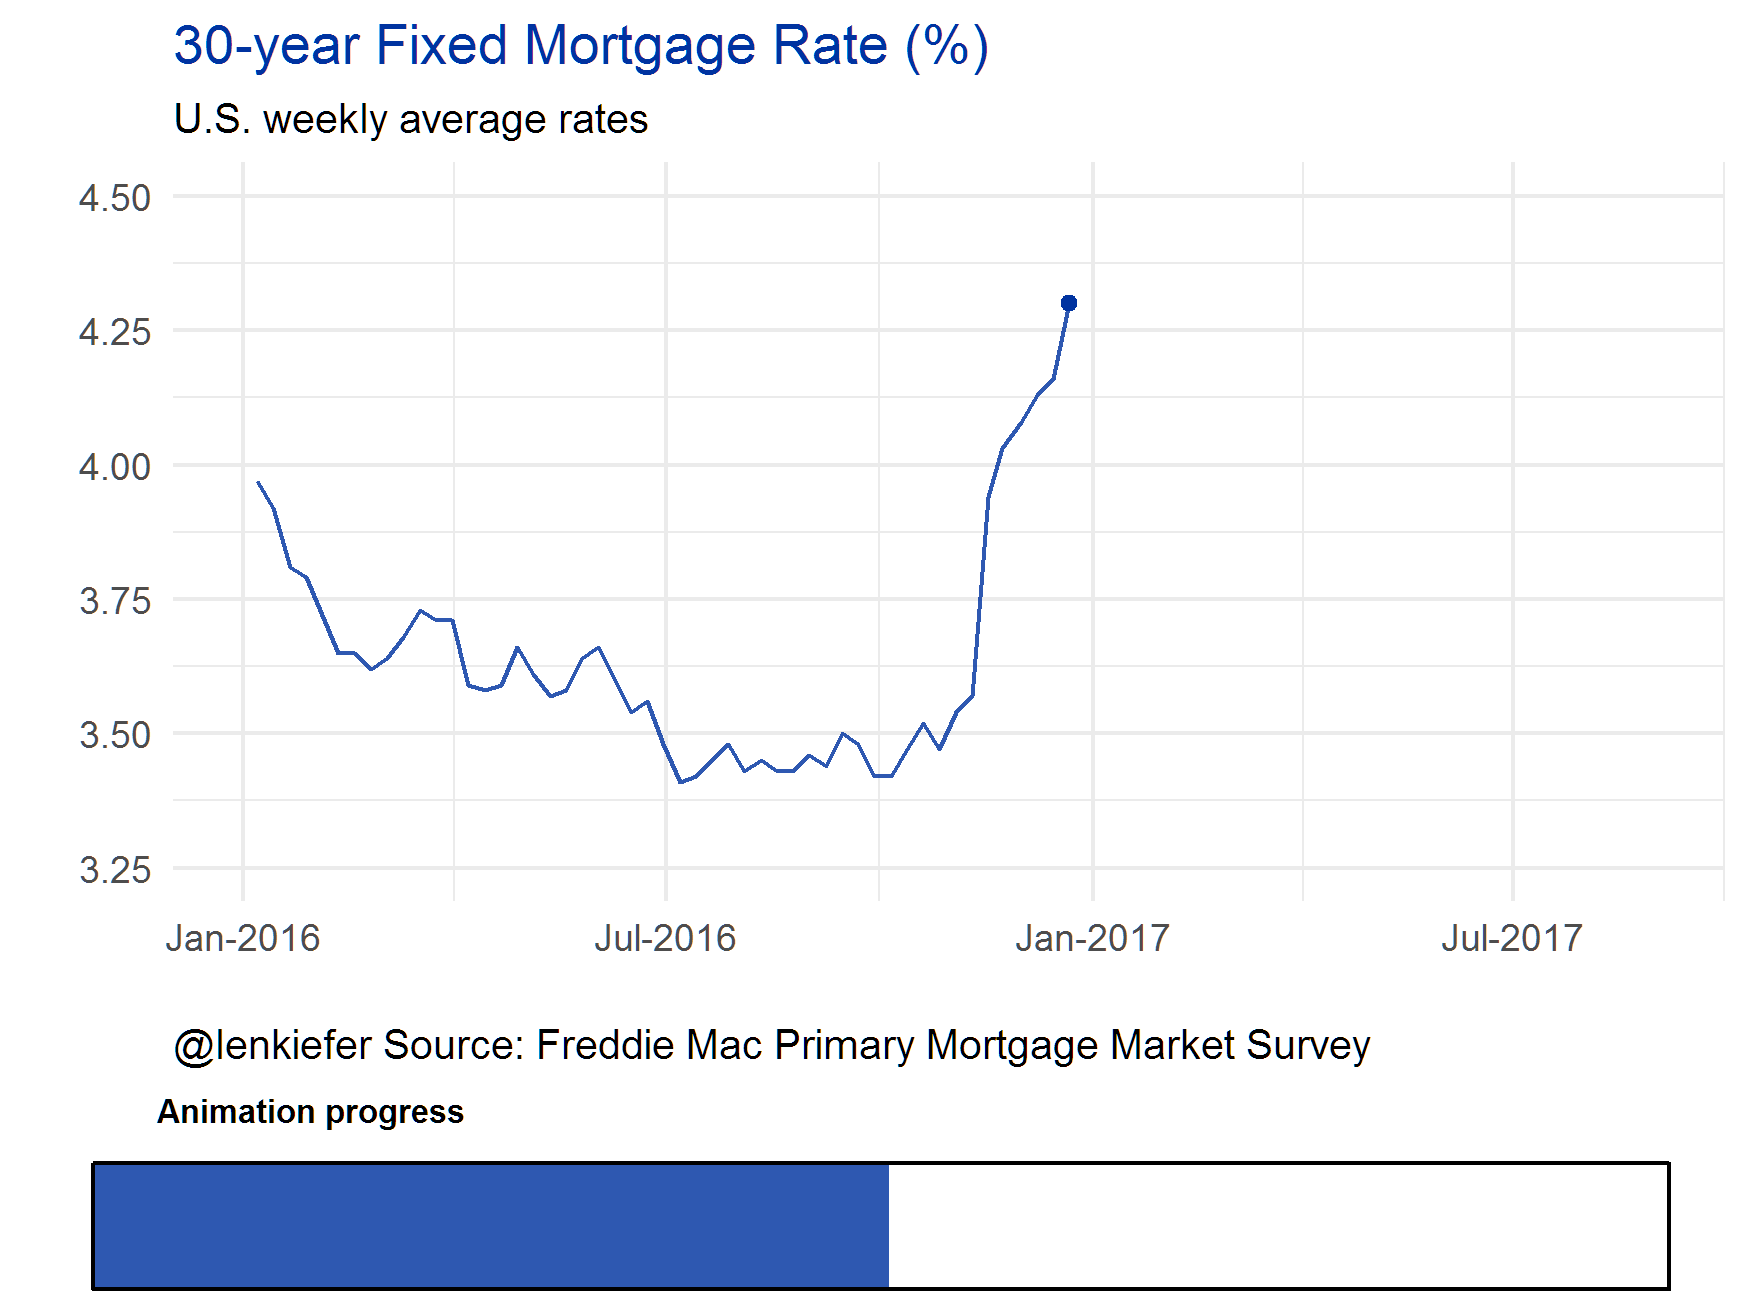 30-year Fixed Mortgage Rate (%)
U.S. weekly average rates
4.50
4.25
4.00
3.75
3.50
3.25
Jan-2016 Jul-2016 Jan-2017 Jul-2017
@lenkiefer Source: Freddie Mac Primary Mortgage Market Survey
Animation progress